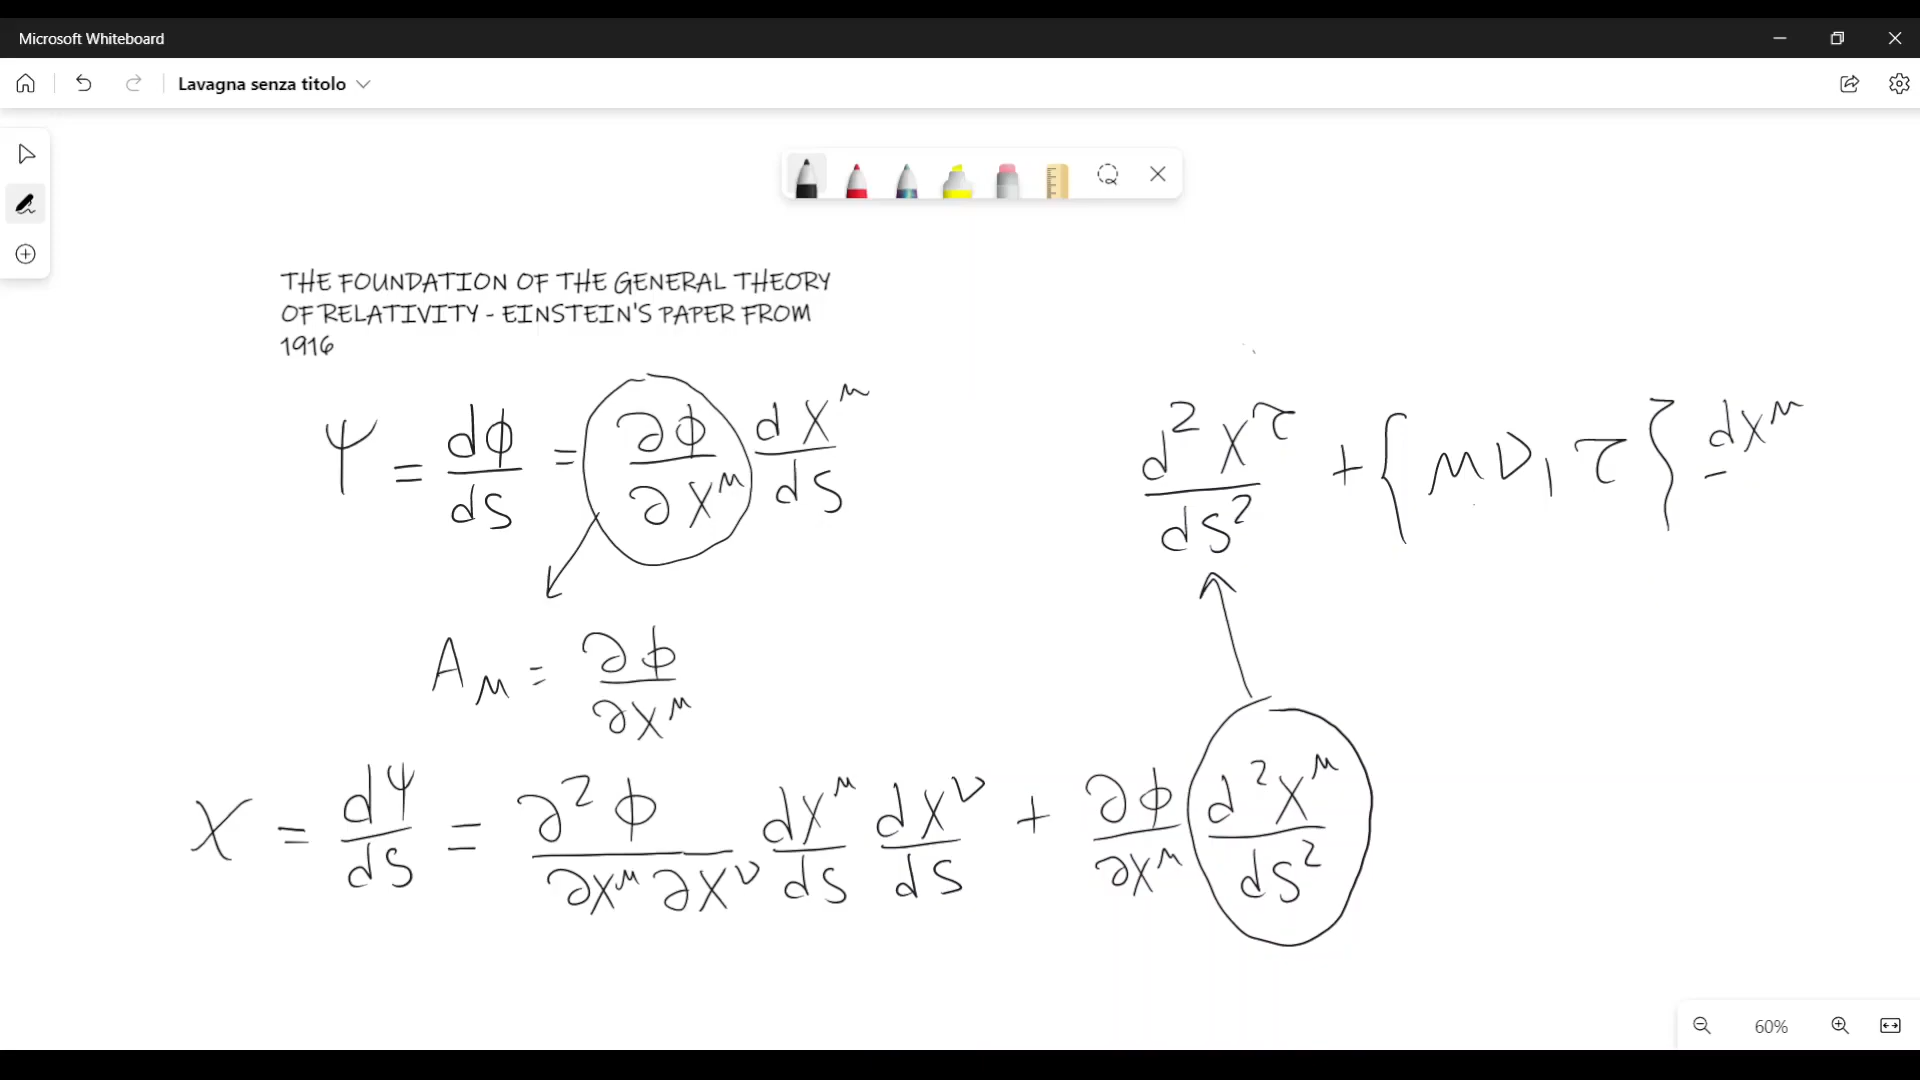 Microsoft Whiteboard
Lavagna senza titolo
THE FOUNDATION OF THE GENERAL THEORY
OF RELATIVITY - EINSTEIN'S PAPER FROM
1916
ψ = dϕ/ds = ∂ϕ/∂x^μ dx^μ/ds
d²x^τ/ds² + {μν, τ} dx^μ
A_μ = ∂ϕ/∂x^μ
χ = dψ/ds = ∂²ϕ/∂x^μ ∂x^ν dx^μ/ds dx^ν/ds + ∂ϕ/∂x^μ d²x^μ/ds²
60%